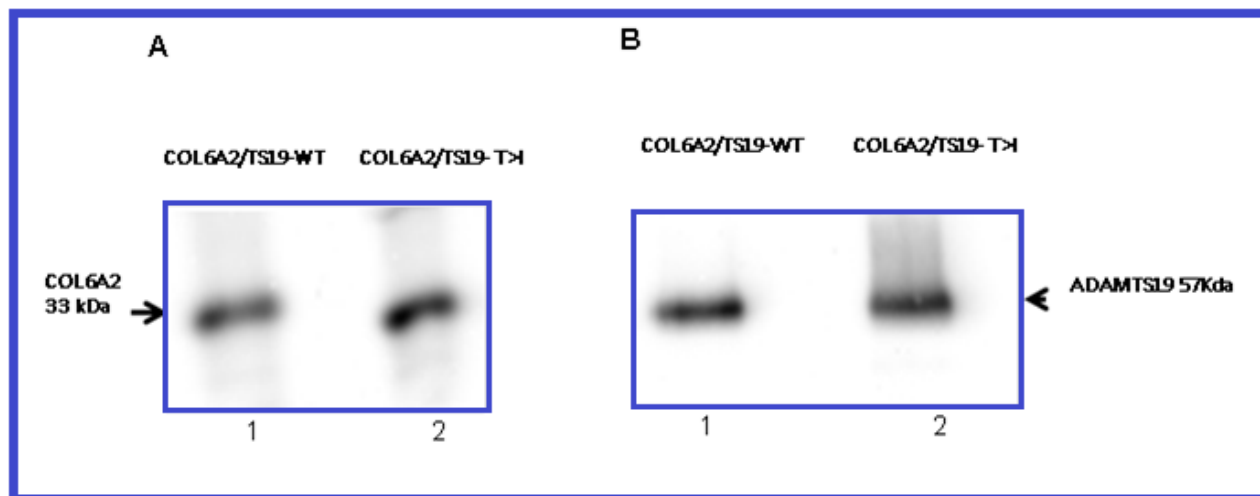 A
B
COL6A2/TS19-WT
COL6A2/TS19- T>I
COL6A2/TS19-WT
COL6A2/TS19- T>I
COL6A2
33 kDa
ADAMTS19 57Kda
1
2
1
2